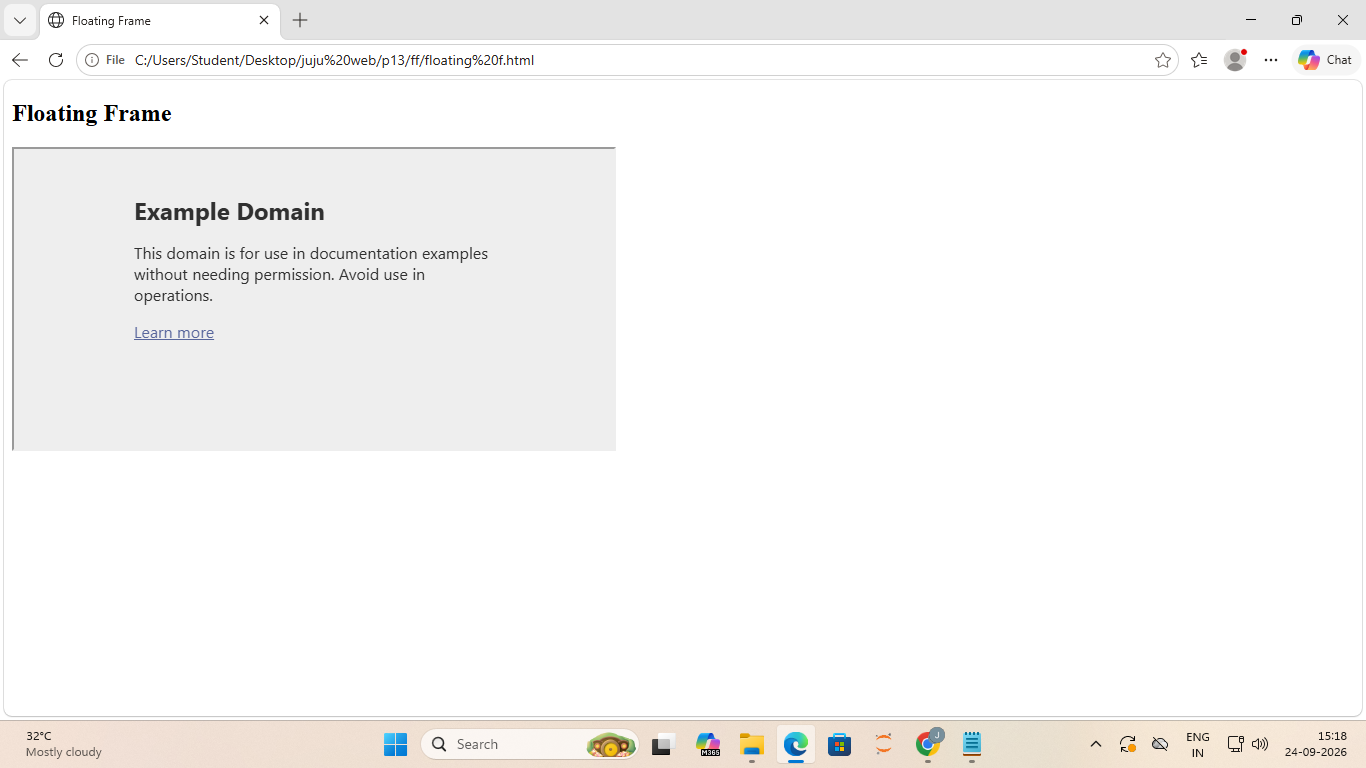 Floating Frame
File C:/Users/Student/Desktop/juju%20web/p13/ff/floating%20f.html
Chat
Floating Frame
Example Domain
This domain is for use in documentation examples
without needing permission. Avoid use in
operations.
Learn more
32°C
Mostly cloudy
Search
M365
J
ENG
IN
15:18
24-09-2026